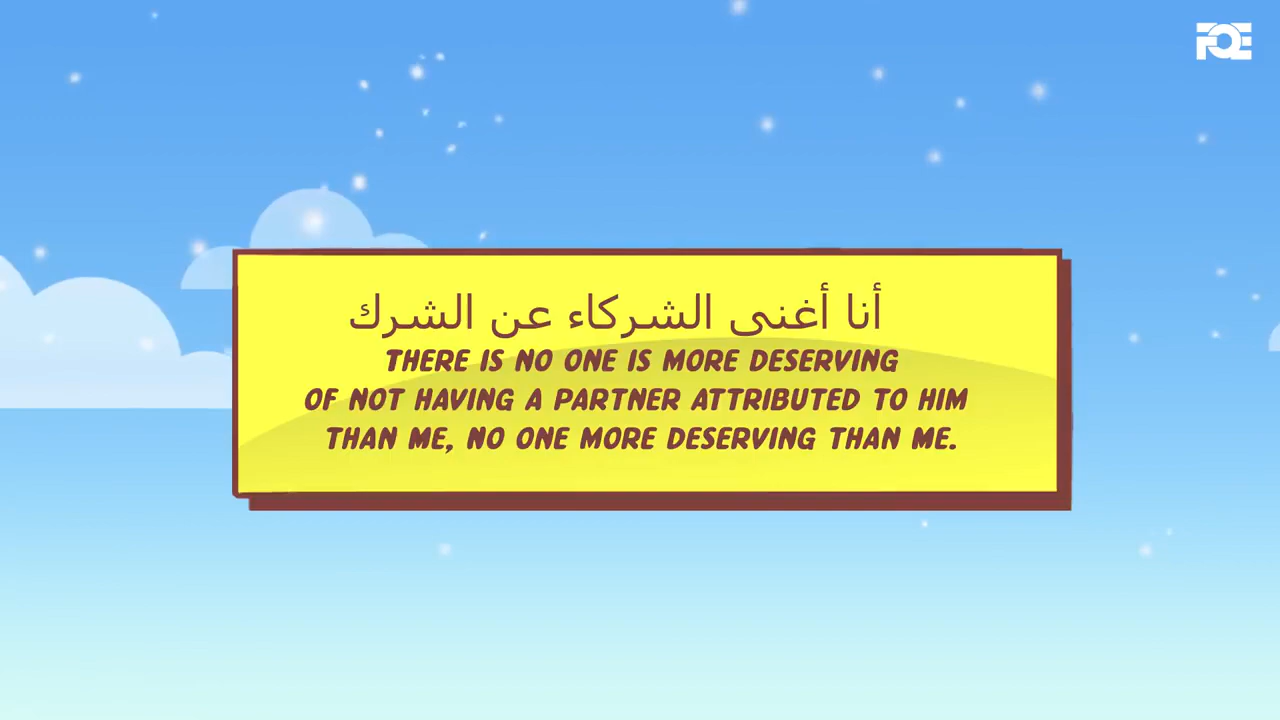 FQE
أنا أغنى الشركاء عن الشرك
THERE IS NO ONE IS MORE DESERVING
OF NOT HAVING A PARTNER ATTRIBUTED TO HIM
THAN ME, NO ONE MORE DESERVING THAN ME.